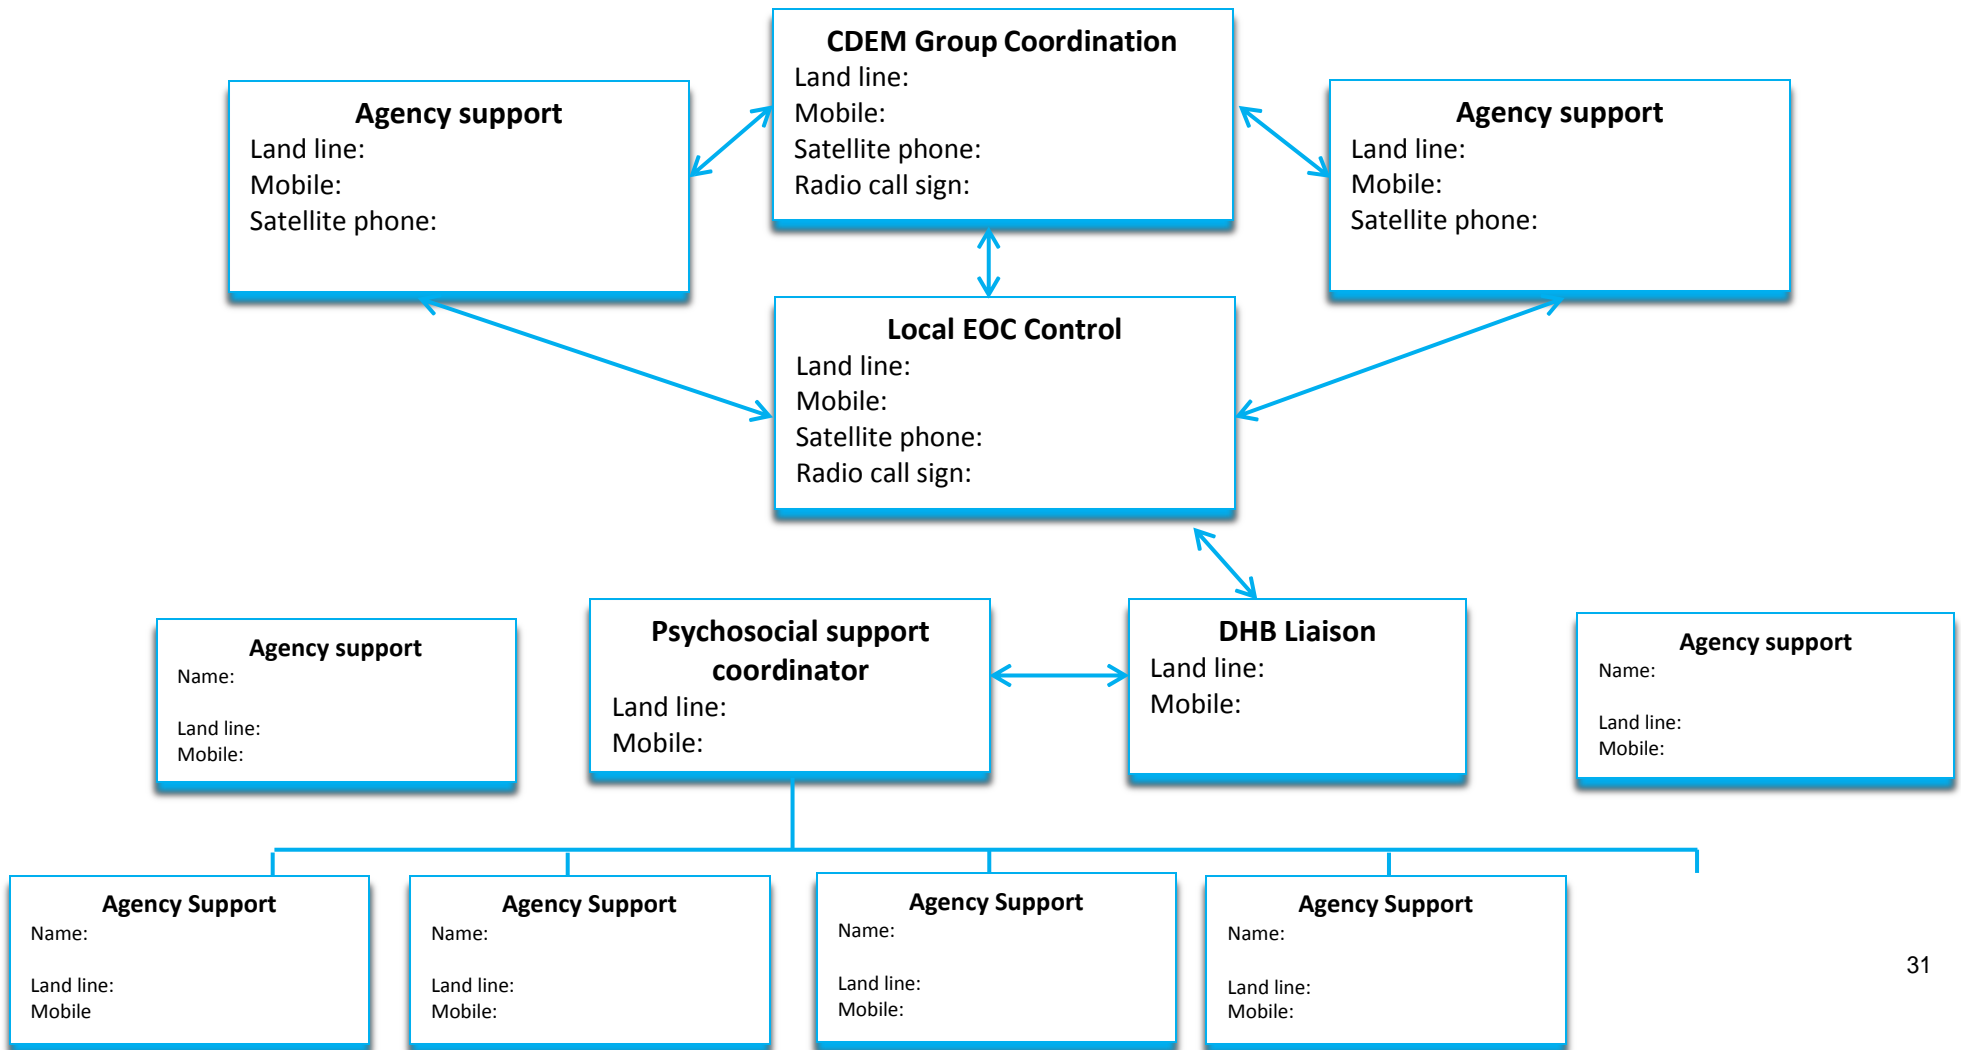 CDEM Group Coordination
Land line:
Mobile:
Satellite phone:
Radio call sign:
Agency support
Land line:
Mobile:
Satellite phone:
Agency support
Land line:
Mobile:
Satellite phone:
Local EOC Control
Land line:
Mobile:
Satellite phone:
Radio call sign:
Agency support
Name:
Land line:
Mobile:
Psychosocial support
coordinator
Land line:
Mobile:
DHB Liaison
Land line:
Mobile:
Agency support
Name:
Land line:
Mobile:
Agency Support
Name:
Land line:
Mobile
Agency Support
Name:
Land line:
Mobile:
Agency Support
Name:
Land line:
Mobile:
Agency Support
Name:
Land line:
Mobile:
31